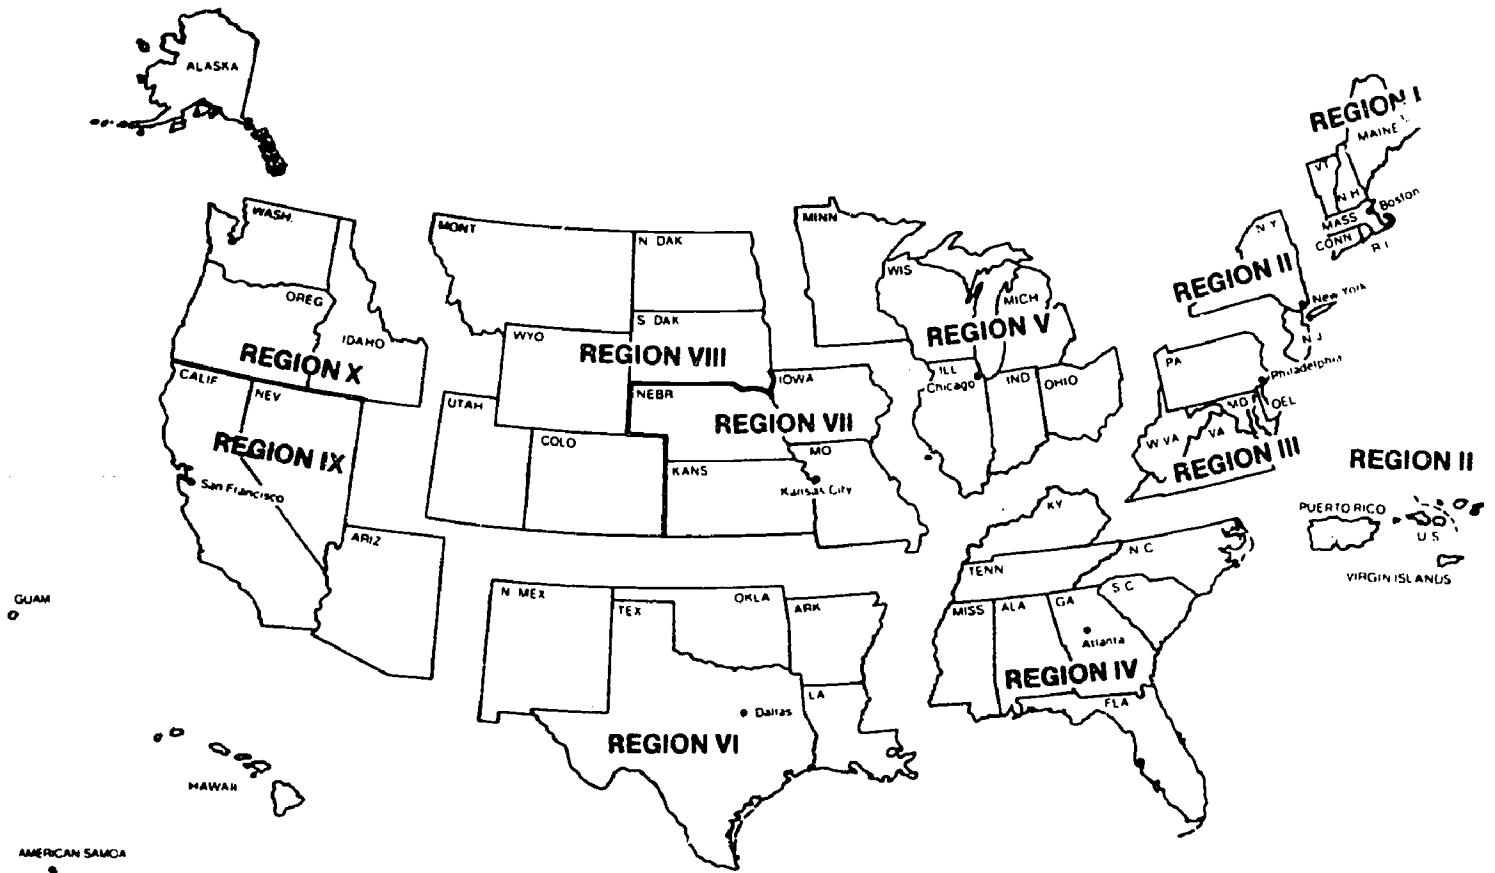 ALASKA
REGION I
MAINE
VT
N H
Boston
MASS
CONN
R I
WASH.
MONT
N DAK
MINN
N Y
WIS
REGION II
OREG
MICH
New York
S DAK
WYO
REGION V
N J
IDAHO
REGION VIII
REGION X
PA
Philadelphia
CALIF
ILL
IOWA
IND
OHIO
Chicago
NEV
NEBR
UTAH
MD
DEL
REGION VII
COLO
W VA
VA
REGION IX
MO
REGION III
REGION II
KANS
San Francisco
Kansas City
KY
PUERTO RICO
U S
VIRGIN ISLANDS
ARIZ
N C
TENN
S C
GUAM
N MEX
OKLA
TEX
ARK
MISS
ALA
GA
Atlanta
REGION IV
LA
FLA
Dallas
REGION VI
HAWAII
AMERICAN SAMOA